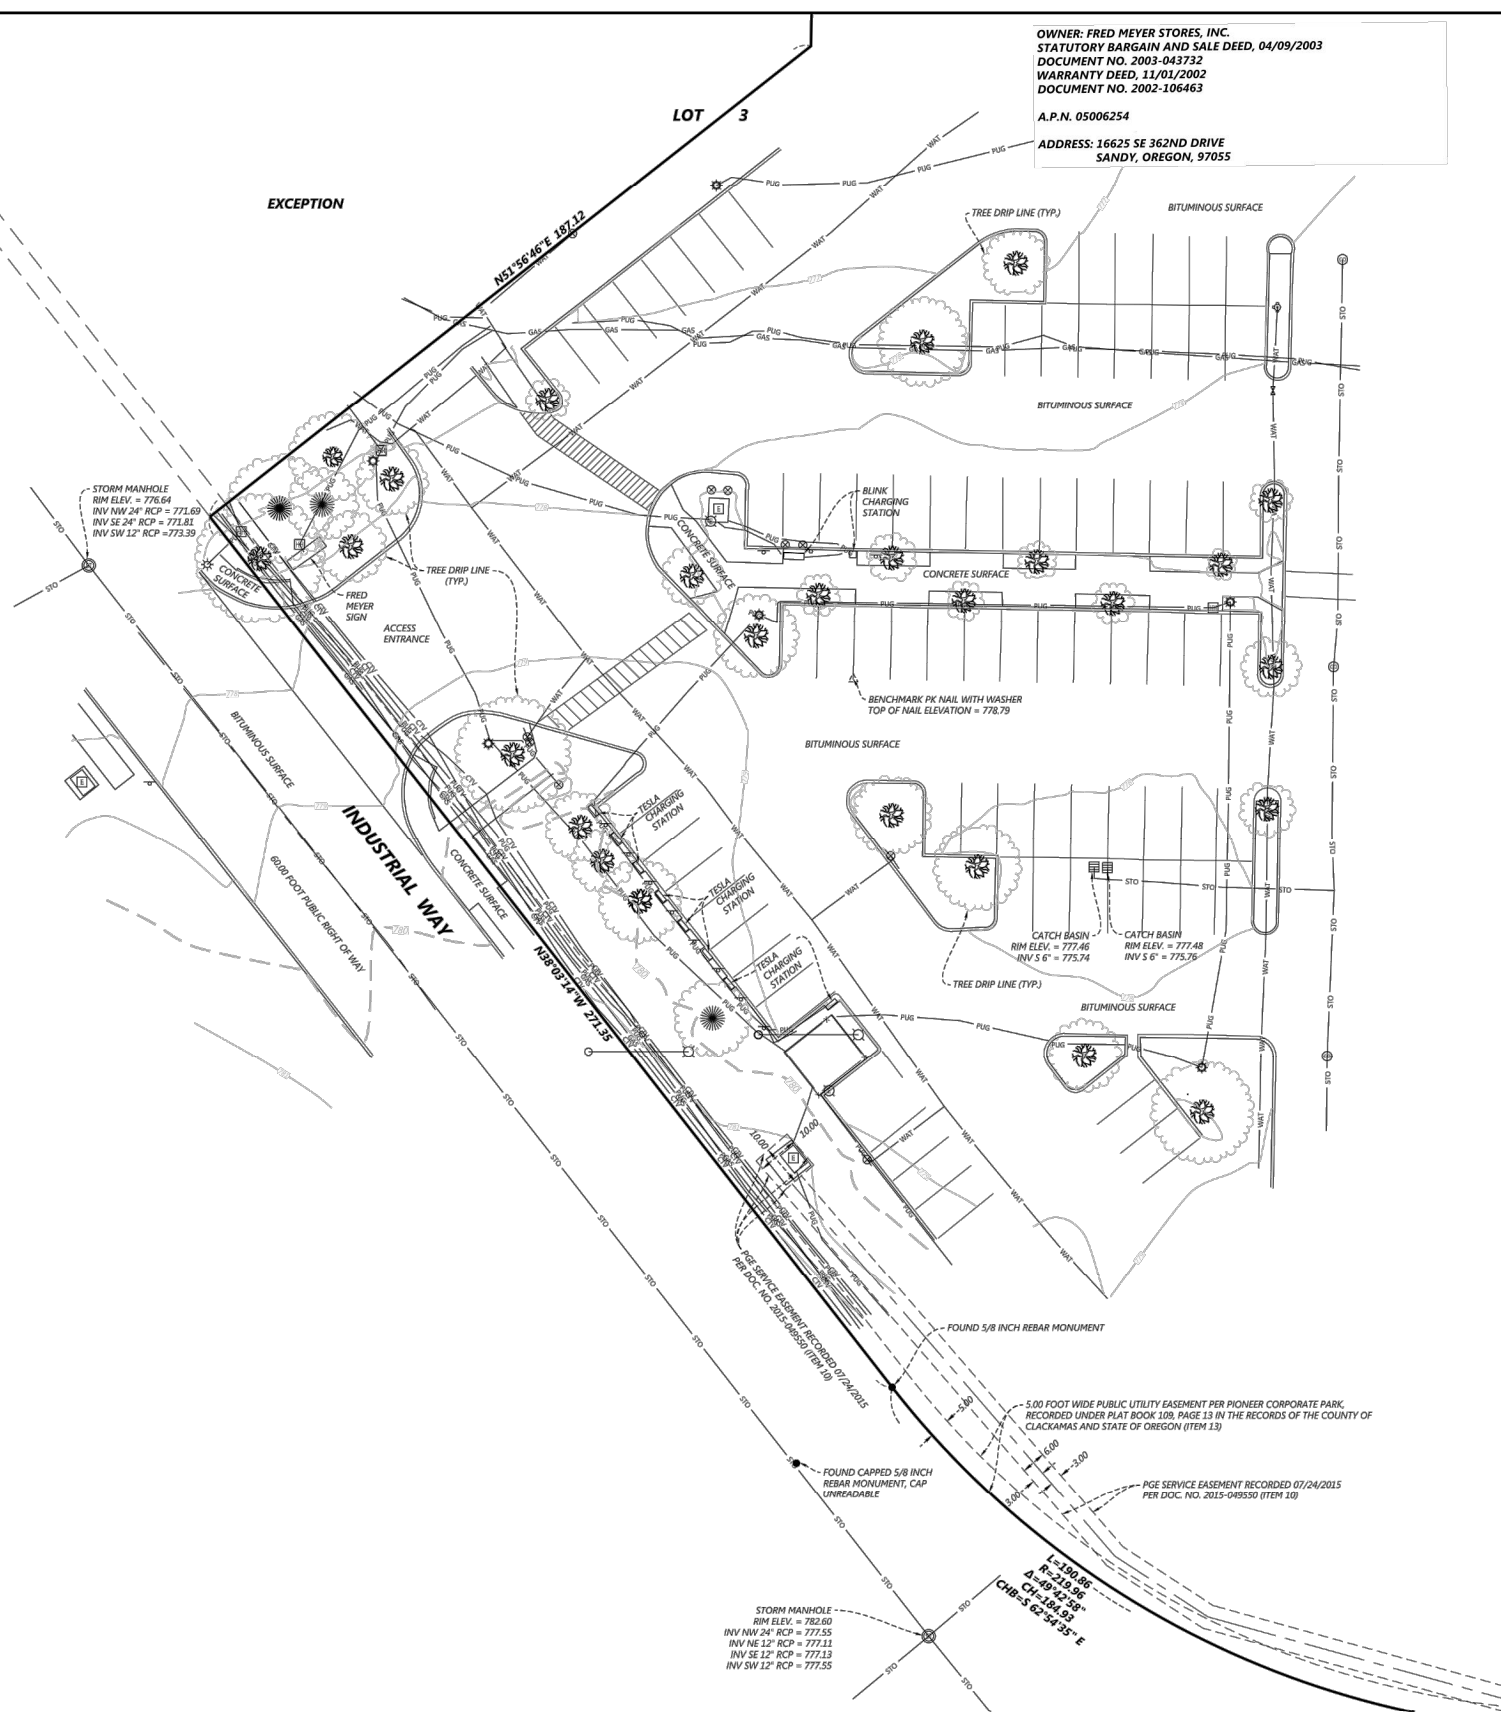 OWNER: FRED MEYER STORES, INC.
STATUTORY BARGAIN AND SALE DEED, 04/09/2003
DOCUMENT NO. 2003-043732
WARRANTY DEED, 11/01/2002
DOCUMENT NO. 2002-106463
A.P.N. 05006254
ADDRESS: 16625 SE 362ND DRIVE
SANDY, OREGON, 97055
LOT 3
EXCEPTION
N51°56'46"E 187.12
TREE DRIP LINE (TYP.)
BITUMINOUS SURFACE
BITUMINOUS SURFACE
STORM MANHOLE
RIM ELEV. = 776.64
INV NW 24" RCP = 771.69
INV SE 24" RCP = 771.81
INV SW 12" RCP =773.39
BLINK
CHARGING
STATION
CONCRETE SURFACE
CONCRETE SURFACE
CONCRETE
SURFACE
TREE DRIP LINE
(TYP.)
FRED
MEYER
SIGN
ACCESS
ENTRANCE
BENCHMARK PK NAIL WITH WASHER
TOP OF NAIL ELEVATION = 778.79
BITUMINOUS SURFACE
BITUMINOUS SURFACE
INDUSTRIAL WAY
60.00 FOOT PUBLIC RIGHT OF WAY
CONCRETE SURFACE
TESLA
CHARGING
STATION
TESLA
CHARGING
STATION
TESLA
CHARGING
STATION
N38°03'14"W 271.35
CATCH BASIN
RIM ELEV. = 777.46
INV S 6" = 775.74
CATCH BASIN
RIM ELEV. = 777.48
INV S 6" = 775.76
TREE DRIP LINE (TYP.)
BITUMINOUS SURFACE
10.00
10.00
PGE SERVICE EASEMENT RECORDED 07/24/2015
PER DOC. NO. 2015-049550 (ITEM 10)
FOUND 5/8 INCH REBAR MONUMENT
5.00
5.00 FOOT WIDE PUBLIC UTILITY EASEMENT PER PIONEER CORPORATE PARK,
RECORDED UNDER PLAT BOOK 109, PAGE 13 IN THE RECORDS OF THE COUNTY OF
CLACKAMAS AND STATE OF OREGON (ITEM 13)
6.00
3.00
3.00
FOUND CAPPED 5/8 INCH
REBAR MONUMENT, CAP
UNREADABLE
PGE SERVICE EASEMENT RECORDED 07/24/2015
PER DOC. NO. 2015-049550 (ITEM 10)
L=190.86
R=219.96
Δ=49°42'58"
CH=184.93
CHB=S 62°54'35" E
STORM MANHOLE
RIM ELEV. = 782.60
INV NW 24" RCP = 777.55
INV NE 12" RCP = 777.11
INV SE 12" RCP = 777.13
INV SW 12" RCP = 777.55